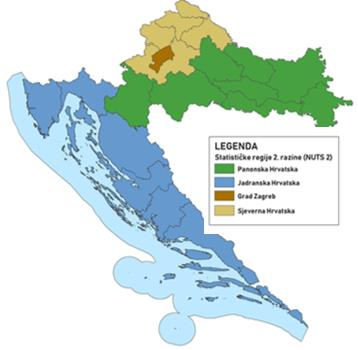 LEGENDA
Statističke regije 2. razine (NUTS 2)
Panonska Hrvatska
Jadranska Hrvatska
Grad Zagreb
Sjeverna Hrvatska